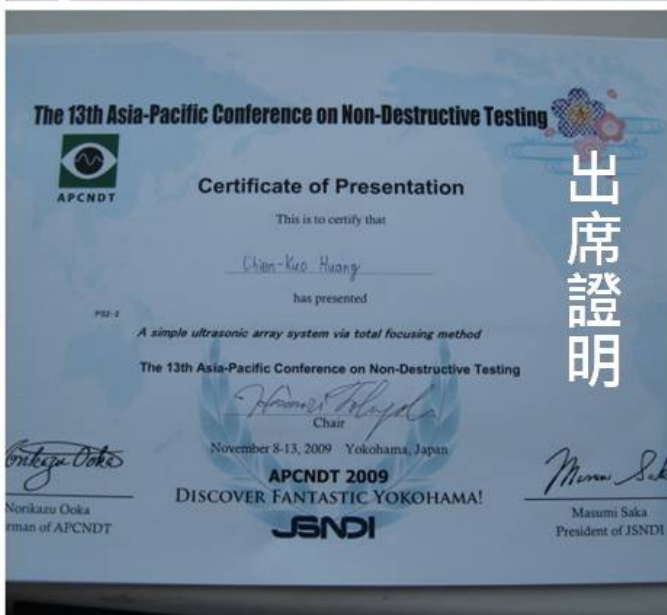 The 13th Asia-Pacific Conference on Non-Destructive Testing
APCNDT
出席證明
Certificate of Presentation
This is to certify that
Chien-Kuo Huang
has presented
PS2-2
A simple ultrasonic array system via total focusing method
The 13th Asia-Pacific Conference on Non-Destructive Testing
Chair
November 8-13, 2009 Yokohama, Japan
APCNDT 2009
DISCOVER FANTASTIC YOKOHAMA!
JSNDI
Norikazu Ooka
rman of APCNDT
Masumi Saka
President of JSNDI